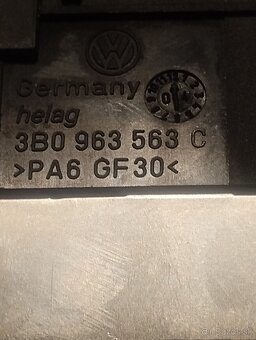 Germany
helag
3B0 963 563 C
>PA6 GF30<